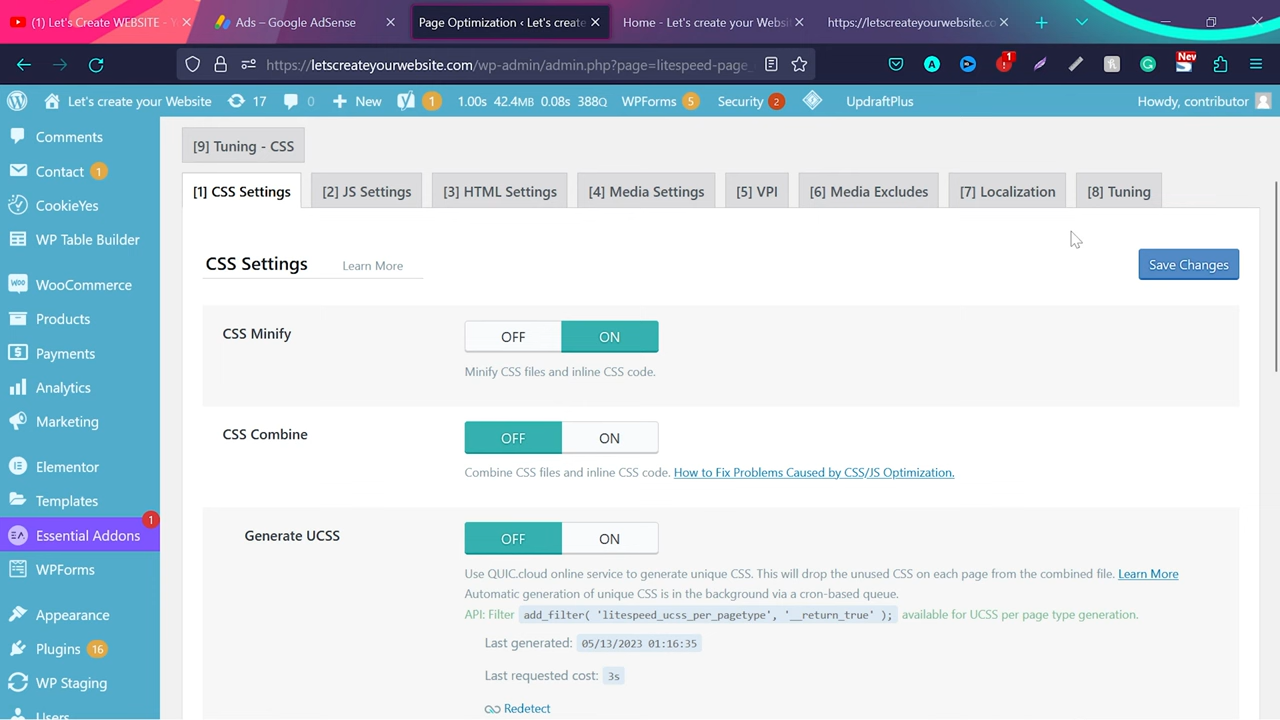 (1) Let's Create WEBSITE - Y
Ads – Google AdSense
Page Optimization ‹ Let's create
Home - Let's create your Websi
https://letscreateyourwebsite.co
https://letscreateyourwebsite.com/
admin/admin.php?page=litespeed-page_
1
New
Let's create your Website
17
0
New
1
1.00s 42.4MB 0.08s 388Q
WPForms 5
Security 2
UpdraftPlus
Howdy, contributor
Comments
Contact 1
CookieYes
WP Table Builder
WooCommerce
Products
Payments
Analytics
Marketing
Elementor
Templates
Essential Addons
1
WPForms
Appearance
Plugins 16
WP Staging
Users
[9] Tuning - CSS
[1] CSS Settings
[2] JS Settings
[3] HTML Settings
[4] Media Settings
[5] VPI
[6] Media Excludes
[7] Localization
[8] Tuning
CSS Settings
Learn More
Save Changes
CSS Minify
OFF
ON
Minify CSS files and inline CSS code.
CSS Combine
OFF
ON
Combine CSS files and inline CSS code. How to Fix Problems Caused by CSS/JS Optimization.
Generate UCSS
OFF
ON
Use QUIC.cloud online service to generate unique CSS. This will drop the unused CSS on each page from the combined file. Learn More
Automatic generation of unique CSS is in the background via a cron-based queue.
API: Filter add_filter( 'litespeed_ucss_per_pagetype', '__return_true' ); available for UCSS per page type generation.
Last generated: 05/13/2023 01:16:35
Last requested cost: 3s
Redetect